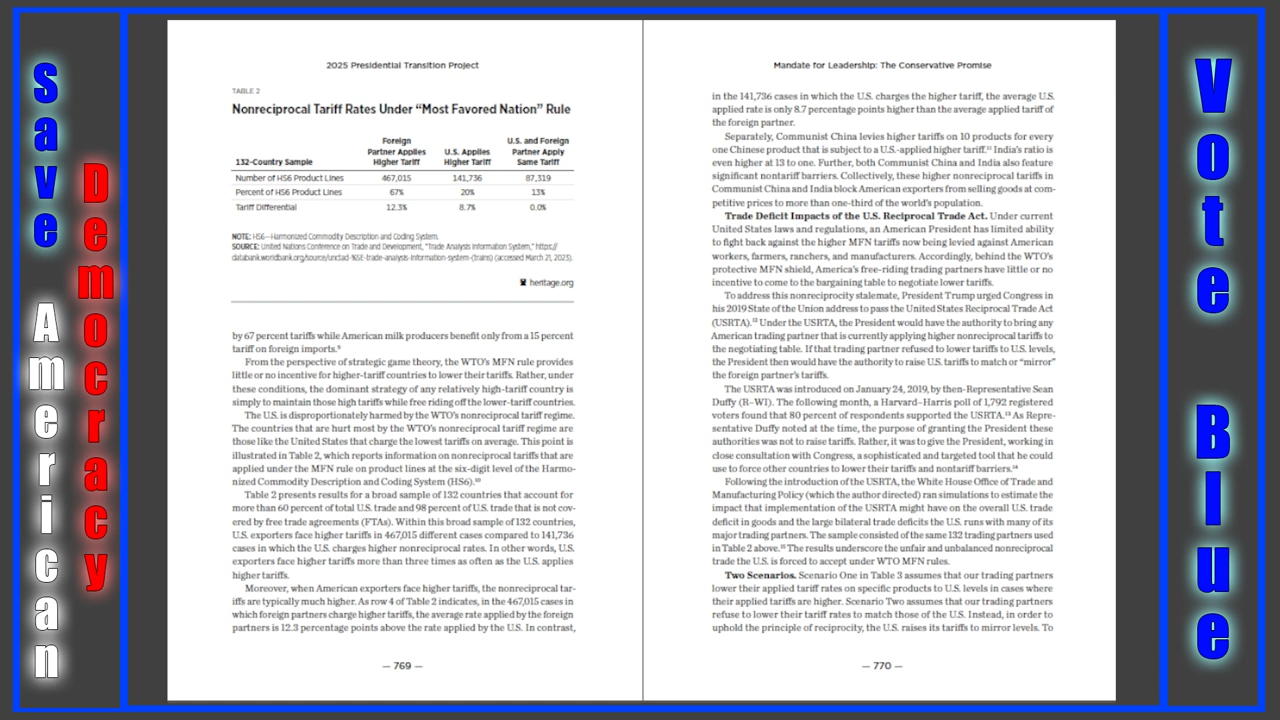 Save
American
Democracy
2025 Presidential Transition Project
TABLE 2
Nonreciprocal Tariff Rates Under “Most Favored Nation” Rule
132-Country Sample
Foreign Partner Applies Higher Tariff
U.S. Applies Higher Tariff
U.S. and Foreign Partner Apply Same Tariff
Number of HS6 Product Lines 467,015 141,736 87,319
Percent of HS6 Product Lines 67% 20% 13%
Tariff Differential 12.3% 8.7% 0.0%
NOTE: HS6—Harmonized Commodity Description and Coding System.
SOURCE: United Nations Conference on Trade and Development, “Trade Analysis Information System,” https://
databank.worldbank.org/source/unctad-%5E-trade-analysis-information-system-(trains) (accessed March 21, 2023).
heritage.org
by 67 percent tariffs while American milk producers benefit only from a 15 percent
tariff on foreign imports.⁹
From the perspective of strategic game theory, the WTO’s MFN rule provides
little or no incentive for higher-tariff countries to lower their tariffs. Rather, under
these conditions, the dominant strategy of any relatively high-tariff country is
simply to maintain those high tariffs while free riding off the lower-tariff countries.
The U.S. is disproportionately harmed by the WTO’s nonreciprocal tariff regime.
The countries that are hurt most by the WTO’s nonreciprocal tariff regime are
those like the United States that charge the lowest tariffs on average. This point is
illustrated in Table 2, which reports information on nonreciprocal tariffs that are
applied under the MFN rule on product lines at the six-digit level of the Harmo-
nized Commodity Description and Coding System (HS6).¹⁰
Table 2 presents results for a broad sample of 132 countries that account for
more than 60 percent of total U.S. trade and 98 percent of U.S. trade that is not cov-
ered by free trade agreements (FTAs). Within this broad sample of 132 countries,
U.S. exporters face higher tariffs in 467,015 different cases compared to 141,736
cases in which the U.S. charges higher nonreciprocal rates. In other words, U.S.
exporters face higher tariffs more than three times as often as the U.S. applies
higher tariffs.
Moreover, when American exporters face higher tariffs, the nonreciprocal tar-
iffs are typically much higher. As row 4 of Table 2 indicates, in the 467,015 cases in
which foreign partners charge higher tariffs, the average rate applied by the foreign
partners is 12.3 percentage points above the rate applied by the U.S. In contrast,
— 769 —
Mandate for Leadership: The Conservative Promise
in the 141,736 cases in which the U.S. charges the higher tariff, the average U.S.
applied rate is only 8.7 percentage points higher than the average applied tariff of
the foreign partner.
Separately, Communist China levies higher tariffs on 10 products for every
one Chinese product that is subject to a U.S.-applied higher tariff.¹¹ India’s ratio is
even higher at 13 to one. Further, both Communist China and India also feature
significant nontariff barriers. Collectively, these higher nonreciprocal tariffs in
Communist China and India block American exporters from selling goods at com-
petitive prices to more than one-third of the world’s population.
Trade Deficit Impacts of the U.S. Reciprocal Trade Act. Under current
United States laws and regulations, an American President has limited ability
to fight back against the higher MFN tariffs now being levied against American
workers, farmers, ranchers, and manufacturers. Accordingly, behind the WTO’s
protective MFN shield, America’s free-riding trading partners have little or no
incentive to come to the bargaining table to negotiate lower tariffs.
To address this nonreciprocity stalemate, President Trump urged Congress in
his 2019 State of the Union address to pass the United States Reciprocal Trade Act
(USRTA).¹² Under the USRTA, the President would have the authority to bring any
American trading partner that is currently applying higher nonreciprocal tariffs to
the negotiating table. If that trading partner refused to lower tariffs to U.S. levels,
the President then would have the authority to raise U.S. tariffs to match or “mirror”
the foreign partner’s tariffs.
The USRTA was introduced on January 24, 2019, by then-Representative Sean
Duffy (R–WI). The following month, a Harvard–Harris poll of 1,792 registered
voters found that 80 percent of respondents supported the USRTA.¹³ As Repre-
sentative Duffy noted at the time, the purpose of granting the President these
authorities was not to raise tariffs. Rather, it was to give the President, working in
close consultation with Congress, a sophisticated and targeted tool that he could
use to force other countries to lower their tariffs and nontariff barriers.¹⁴
Following the introduction of the USRTA, the White House Office of Trade and
Manufacturing Policy (which the author directed) ran simulations to estimate the
impact that implementation of the USRTA might have on the overall U.S. trade
deficit in goods and the large bilateral trade deficits the U.S. runs with many of its
major trading partners. The sample consisted of the same 132 trading partners used
in Table 2 above.¹⁵ The results underscore the unfair and unbalanced nonreciprocal
trade the U.S. is forced to accept under WTO MFN rules.
Two Scenarios. Scenario One in Table 3 assumes that our trading partners
lower their applied tariff rates on specific products to U.S. levels in cases where
their applied tariffs are higher. Scenario Two assumes that our trading partners
refuse to lower their tariff rates to match those of the U.S. Instead, in order to
uphold the principle of reciprocity, the U.S. raises its tariffs to mirror levels. To
— 770 —
Vote
Blue